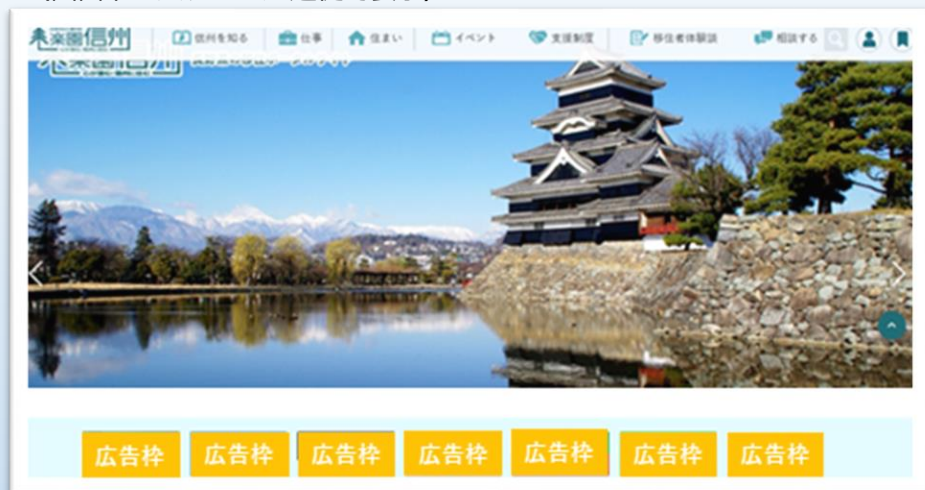 楽園信州
信州を知る
仕事
住まい
イベント
支援制度
移住者体験談
相談する
広告枠
広告枠
広告枠
広告枠
広告枠
広告枠
広告枠